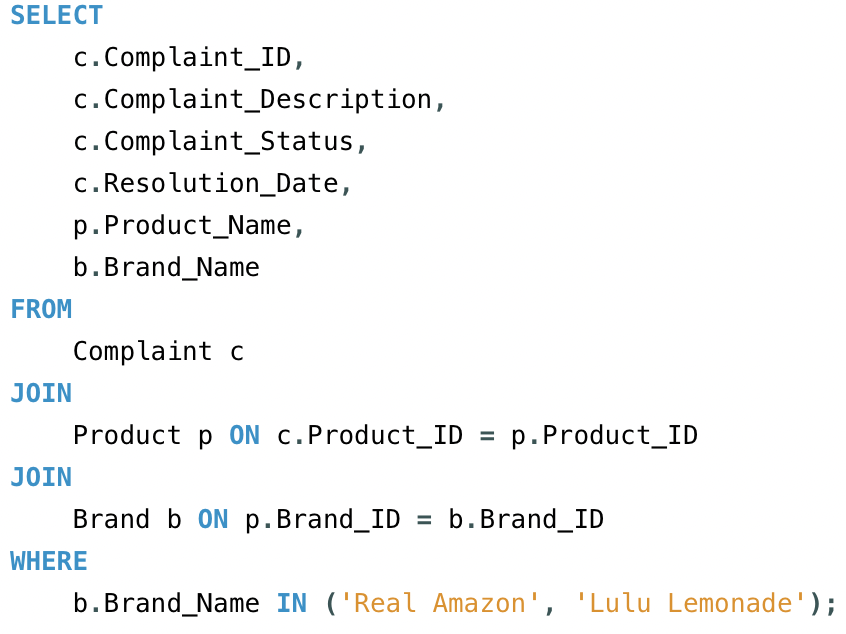 SELECT
    c.Complaint_ID,
    c.Complaint_Description,
    c.Complaint_Status,
    c.Resolution_Date,
    p.Product_Name,
    b.Brand_Name
FROM
    Complaint c
JOIN
    Product p ON c.Product_ID = p.Product_ID
JOIN
    Brand b ON p.Brand_ID = b.Brand_ID
WHERE
    b.Brand_Name IN ('Real Amazon', 'Lulu Lemonade');